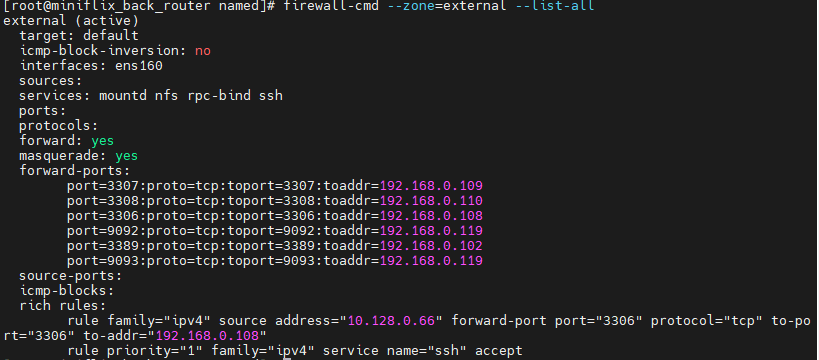 [root@miniflix_back_router named]# firewall-cmd --zone=external --list-all
external (active)
  target: default
  icmp-block-inversion: no
  interfaces: ens160
  sources:
  services: mountd nfs rpc-bind ssh
  ports:
  protocols:
  forward: yes
  masquerade: yes
  forward-ports:
        port=3307:proto=tcp:toport=3307:toaddr=192.168.0.109
        port=3308:proto=tcp:toport=3308:toaddr=192.168.0.110
        port=3306:proto=tcp:toport=3306:toaddr=192.168.0.108
        port=9092:proto=tcp:toport=9092:toaddr=192.168.0.119
        port=3389:proto=tcp:toport=3389:toaddr=192.168.0.102
        port=9093:proto=tcp:toport=9093:toaddr=192.168.0.119
  source-ports:
  icmp-blocks:
  rich rules:
        rule family="ipv4" source address="10.128.0.66" forward-port port="3306" protocol="tcp" to-po
rt="3306" to-addr="192.168.0.108"
        rule priority="1" family="ipv4" service name="ssh" accept